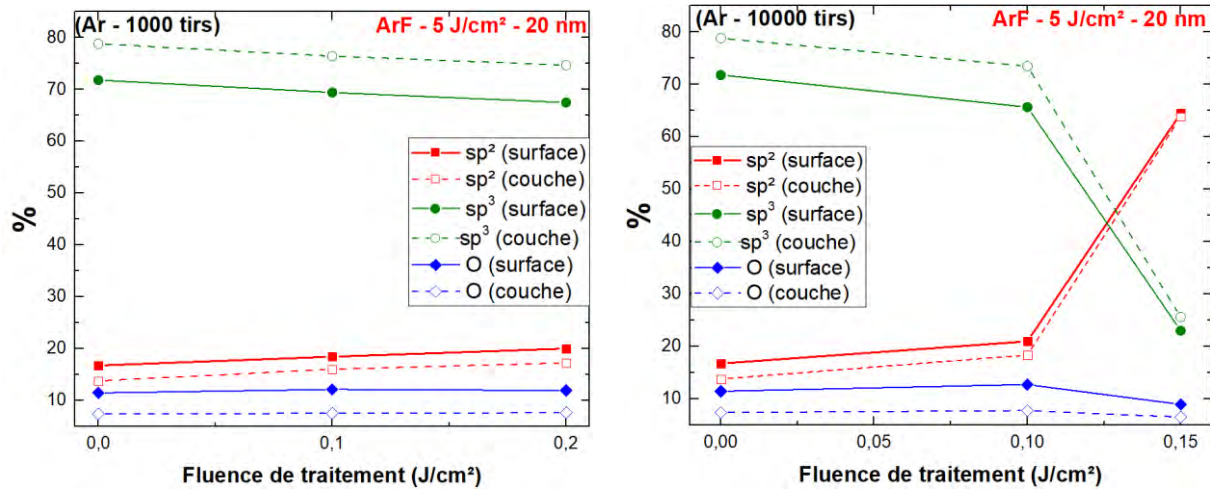 (Ar - 1000 tirs)
ArF - 5 J/cm² - 20 nm
80
70
60
50
40
30
20
10
%
sp² (surface)
sp² (couche)
sp³ (surface)
sp³ (couche)
O (surface)
O (couche)
0,0
0,1
0,2
Fluence de traitement (J/cm²)
(Ar - 10000 tirs)
ArF - 5 J/cm² - 20 nm
80
70
60
50
40
30
20
10
%
sp² (surface)
sp² (couche)
sp³ (surface)
sp³ (couche)
O (surface)
O (couche)
0,00
0,05
0,10
0,15
Fluence de traitement (J/cm²)